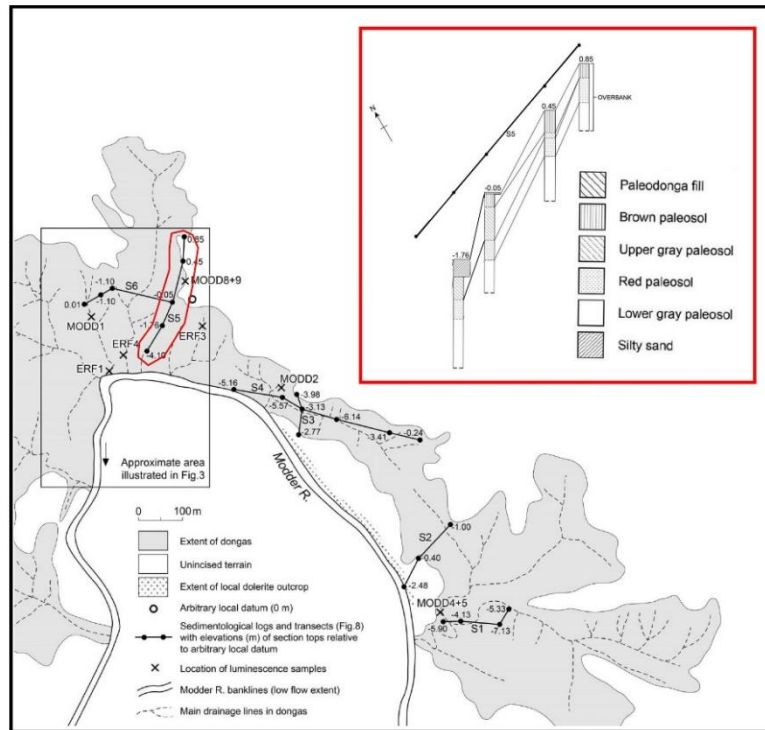 0.85
0.45
OVERBANK
-0.05
S5
N
-1.76
Paleodonga fill
Brown paleosol
Upper gray paleosol
Red paleosol
Lower gray paleosol
Silty sand
0.85
0.45
MOOD8+9
S6
-1.10
-0.05
0.01
-1.10
MODD1
S5
-1.76
ERF3
ERF4
-4.10
ERF1
MODD2
-5.16
S4
-3.98
-5.57
-3.13
S3
-6.14
-2.77
-3.41
-0.24
Modder R.
Approximate area
illustrated in Fig.3
0 100m
S2
-1.00
-0.40
-2.48
MODD4+5
-5.33
-4.13
-5.90
S1
-7.13
Extent of dongas
Unincised terrain
Extent of local dolerite outcrop
Arbitrary local datum (0 m)
Sedimentological logs and transects (Fig.8)
with elevations (m) of section tops relative
to arbitrary local datum
Location of luminescence samples
Modder R. banklines (low flow extent)
Main drainage lines in dongas